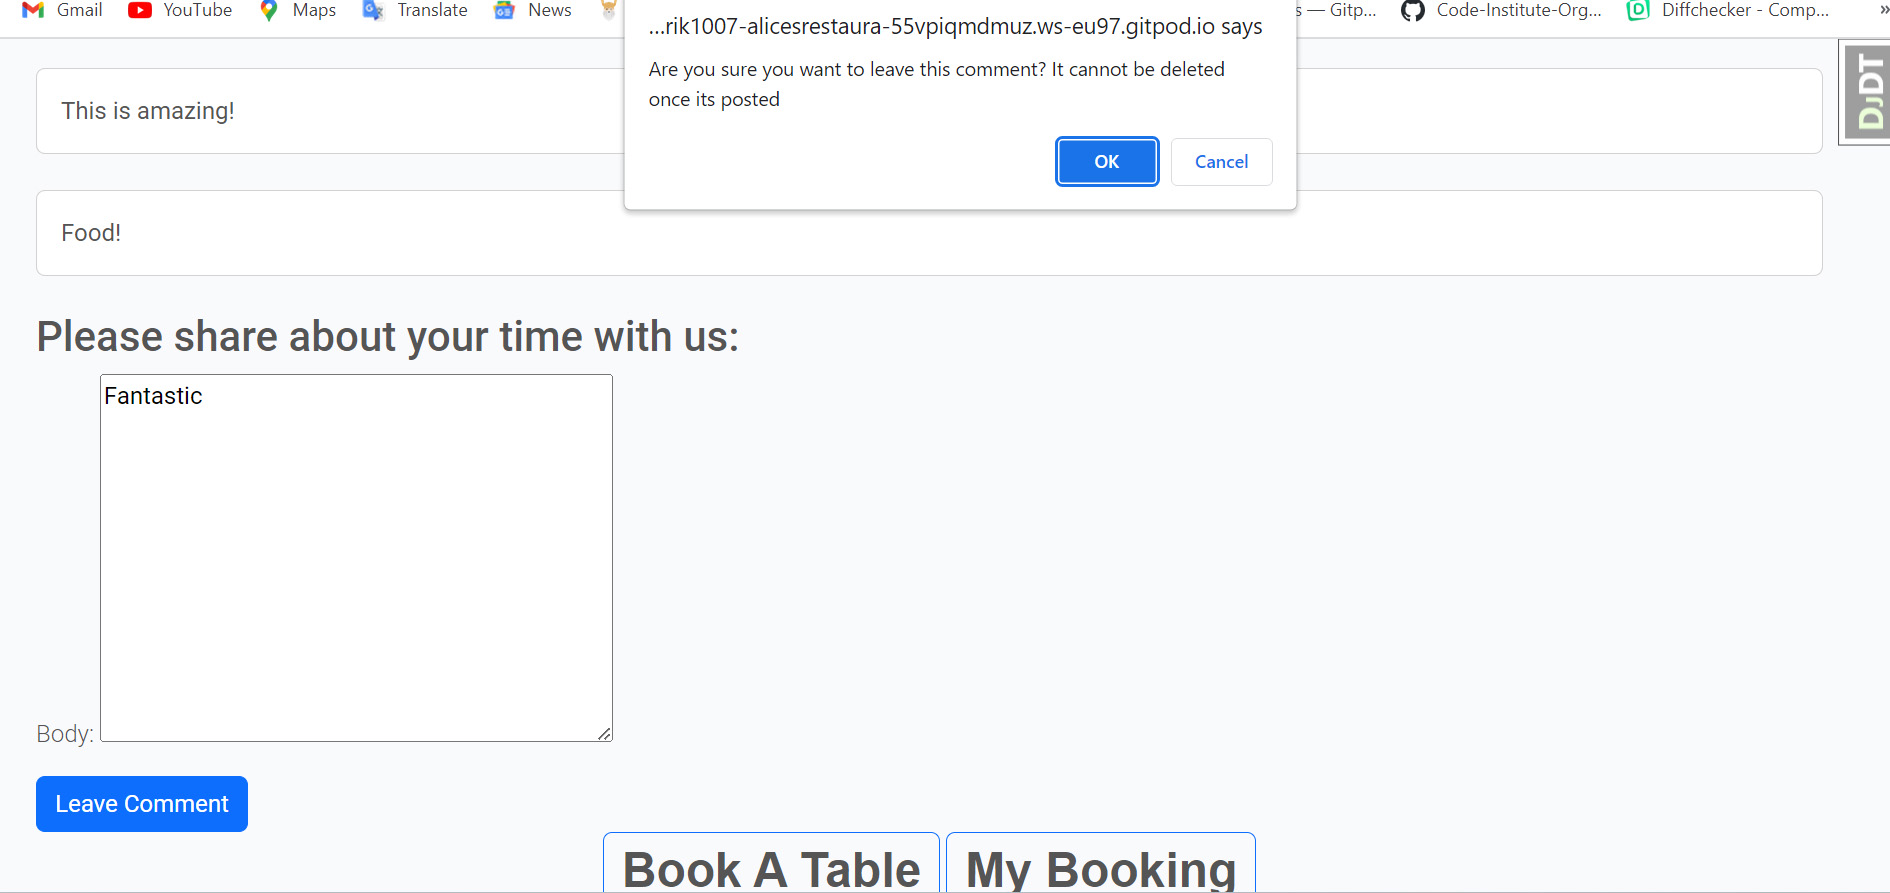 Gmail YouTube Maps Translate News s — Gitp... Code-Institute-Org... Diffchecker - Comp... »
...rik1007-alicesrestaura-55vpiqmdmuz.ws-eu97.gitpod.io says
Are you sure you want to leave this comment? It cannot be deleted
once its posted
OK Cancel
DJDT
This is amazing!
Food!
Please share about your time with us:
Fantastic
Body:
Leave Comment
Book A Table My Booking